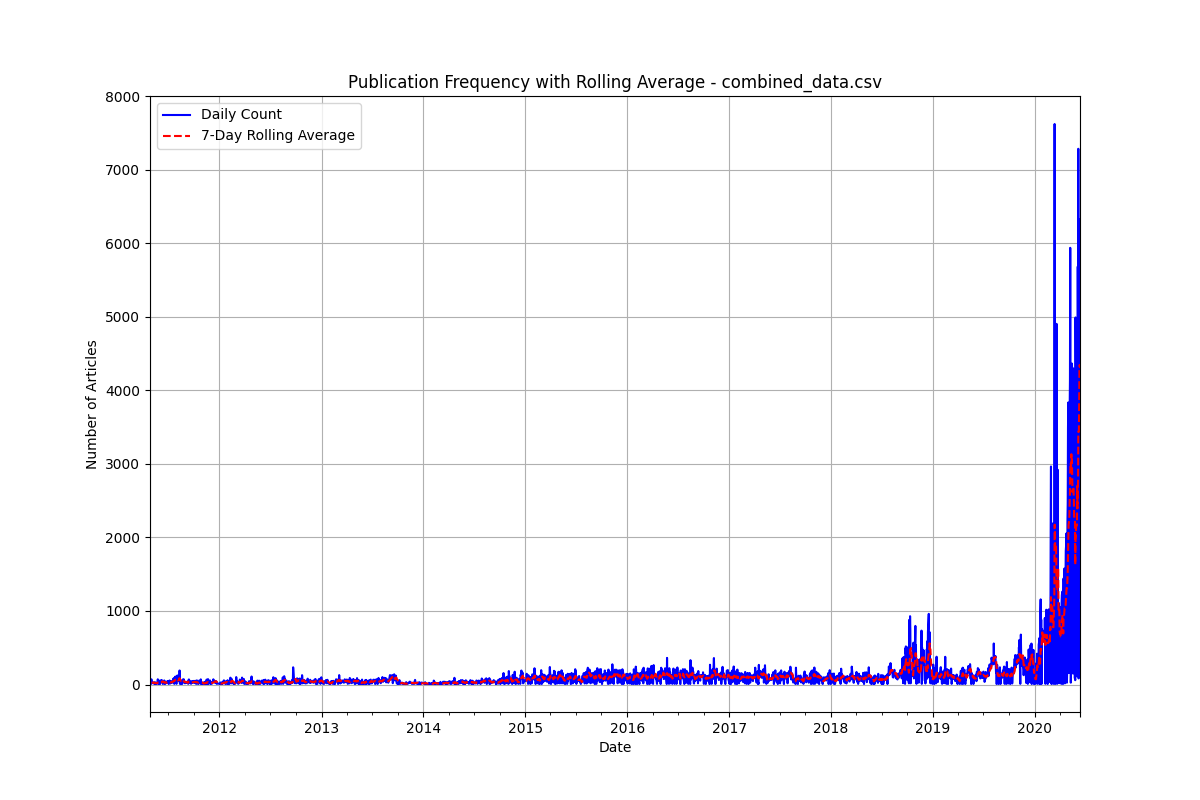 Publication Frequency with Rolling Average - combined_data.csv
8000
7000
6000
5000
4000
3000
2000
1000
0
Number of Articles
Daily Count
7-Day Rolling Average
2012 2013 2014 2015 2016 2017 2018 2019 2020
Date